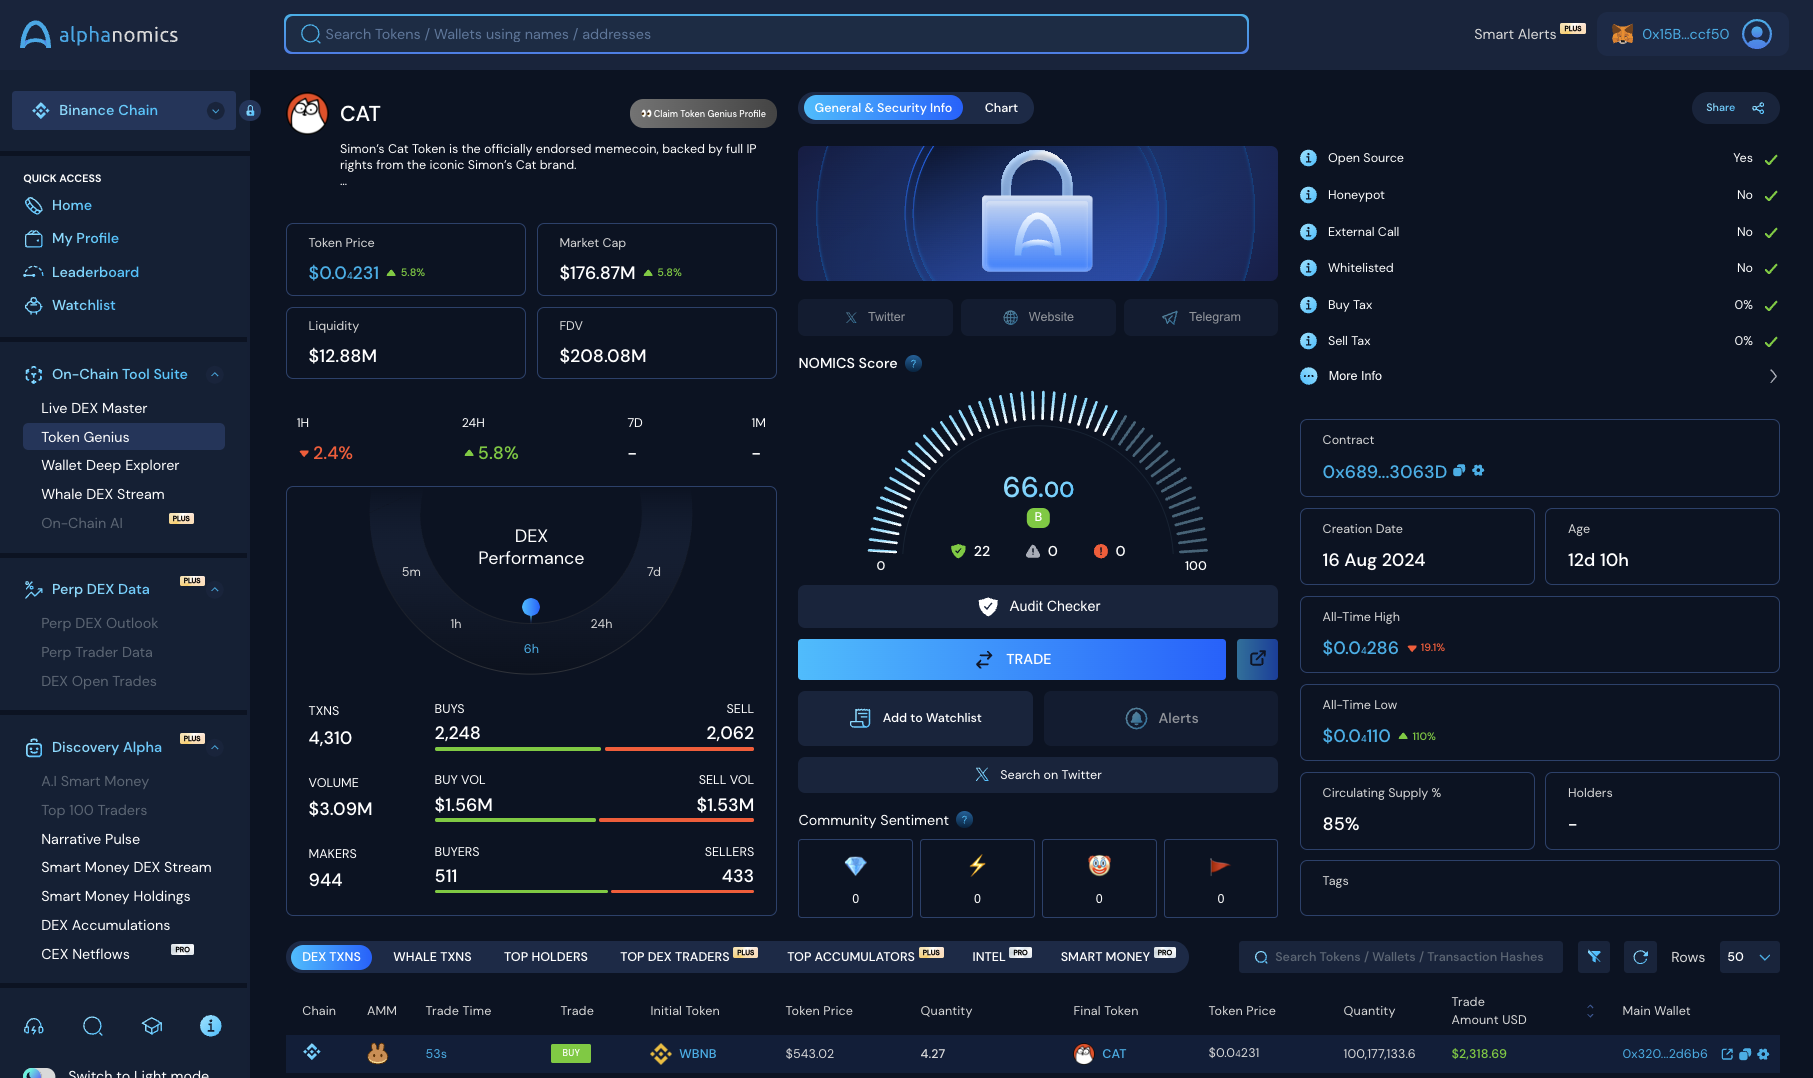 alphanomics
Search Tokens / Wallets using names / addresses
Smart Alerts PLUS
0x15B...ccf50
Binance Chain
QUICK ACCESS
Home
My Profile
Leaderboard
Watchlist
On-Chain Tool Suite
Live DEX Master
Token Genius
Wallet Deep Explorer
Whale DEX Stream
On-Chain AI PLUS
Perp DEX Data PLUS
Perp DEX Outlook
Perp Trader Data
DEX Open Trades
Discovery Alpha PLUS
A.I Smart Money
Top 100 Traders
Narrative Pulse
Smart Money DEX Stream
Smart Money Holdings
DEX Accumulations
CEX Netflows PRO
Switch to Light mode
CAT
Claim Token Genius Profile
Simon's Cat Token is the officially endorsed memecoin, backed by full IP
rights from the iconic Simon's Cat brand.
...
Token Price
$0.0₄231 5.8%
Market Cap
$176.87M 5.8%
Liquidity
$12.88M
FDV
$208.08M
1H 24H 7D 1M
2.4% 5.8% - -
DEX
Performance
5m 7d
1h 24h
6h
TXNS BUYS SELL
4,310 2,248 2,062
VOLUME BUY VOL SELL VOL
$3.09M $1.56M $1.53M
MAKERS BUYERS SELLERS
944 511 433
General & Security Info Chart
Share
Twitter Website Telegram
NOMICS Score ?
66.00
B
22 0 0
0 100
Audit Checker
TRADE
Add to Watchlist Alerts
Search on Twitter
Community Sentiment ?
0 0 0 0
Open Source Yes
Honeypot No
External Call No
Whitelisted No
Buy Tax 0%
Sell Tax 0%
More Info
Contract
0x689...3063D
Creation Date
16 Aug 2024
Age
12d 10h
All-Time High
$0.0₄286 19.1%
All-Time Low
$0.0₄110 110%
Circulating Supply %
85%
Holders
-
Tags
DEX TXNS WHALE TXNS TOP HOLDERS TOP DEX TRADERS PLUS TOP ACCUMULATORS PLUS INTEL PRO SMART MONEY PRO
Search Tokens / Wallets / Transaction Hashes
Rows 50
Chain AMM Trade Time Trade Initial Token Token Price Quantity Final Token Token Price Quantity Trade Amount USD Main Wallet
53s BUY WBNB $543.02 4.27 CAT $0.0₄231 100,177,133.6 $2,318.69 0x320...2d6b6